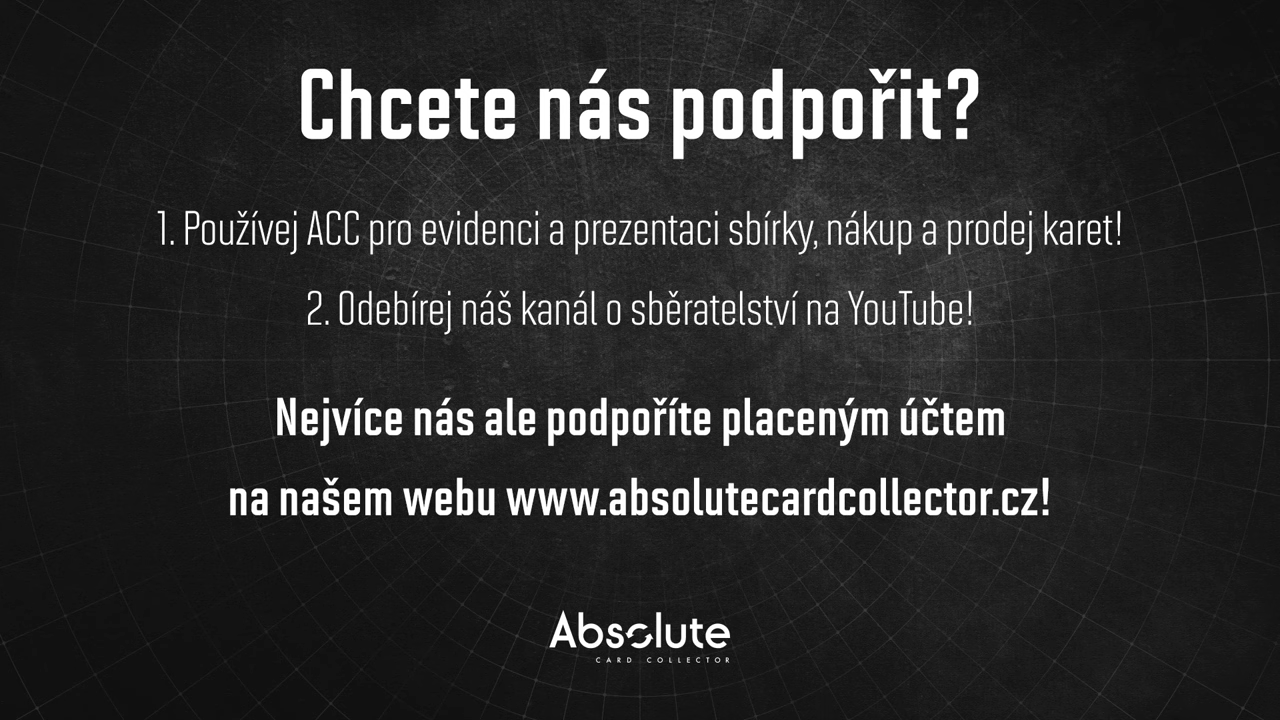 Chcete nás podpořit?
1. Používej ACC pro evidenci a prezentaci sbírky, nákup a prodej karet!
2. Odebírej náš kanál o sběratelství na YouTube!
Nejvíce nás ale podpoříte placeným účtem
na našem webu www.absolutecardcollector.cz!
Absolute
CARD COLLECTOR